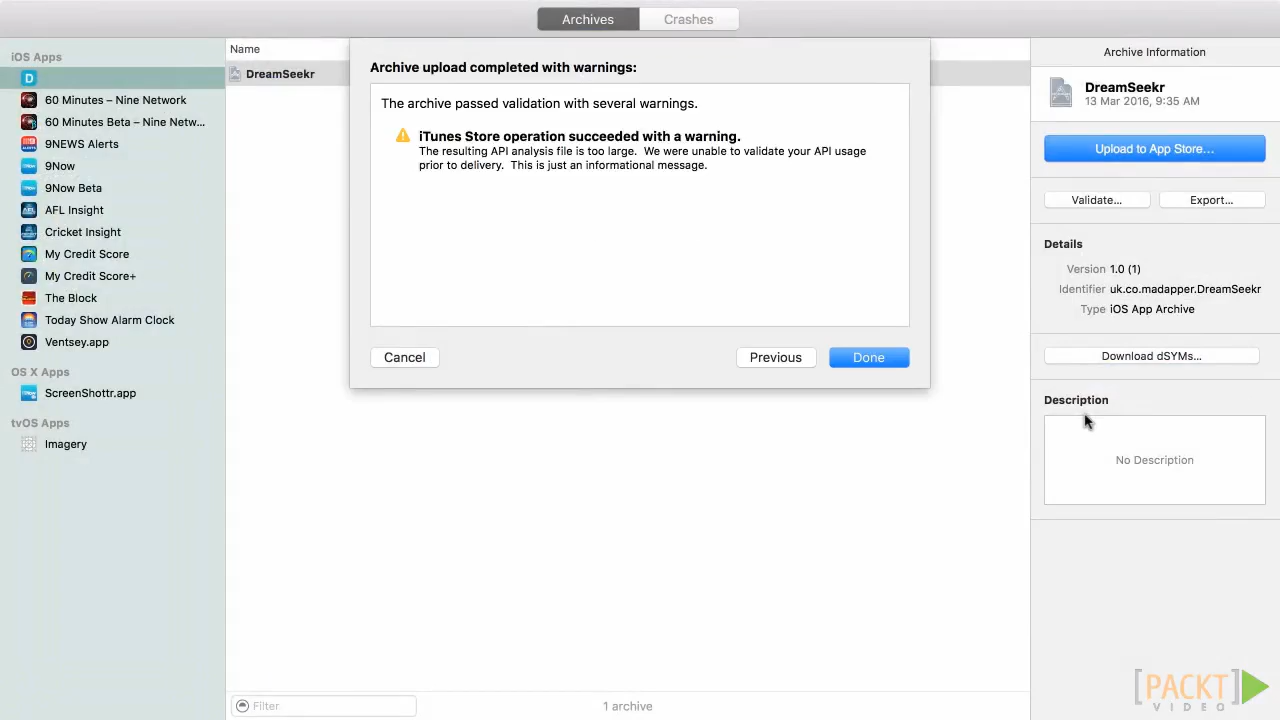 Archives
Crashes
iOS Apps
D
60 Minutes – Nine Network
60 Minutes Beta – Nine Netw...
9NEWS Alerts
9Now
9Now Beta
AFL Insight
Cricket Insight
My Credit Score
My Credit Score+
The Block
Today Show Alarm Clock
Ventsey.app
OS X Apps
ScreenShottr.app
tvOS Apps
Imagery
Name
DreamSeekr
Archive upload completed with warnings:
The archive passed validation with several warnings.
iTunes Store operation succeeded with a warning.
The resulting API analysis file is too large.  We were unable to validate your API usage
prior to delivery.  This is just an informational message.
Cancel
Previous
Done
Filter
1 archive
Archive Information
DreamSeekr
13 Mar 2016, 9:35 AM
Upload to App Store...
Validate...
Export...
Details
Version 1.0 (1)
Identifier uk.co.madapper.DreamSeekr
Type iOS App Archive
Download dSYMs...
Description
No Description
[PACKT]
VIDEO